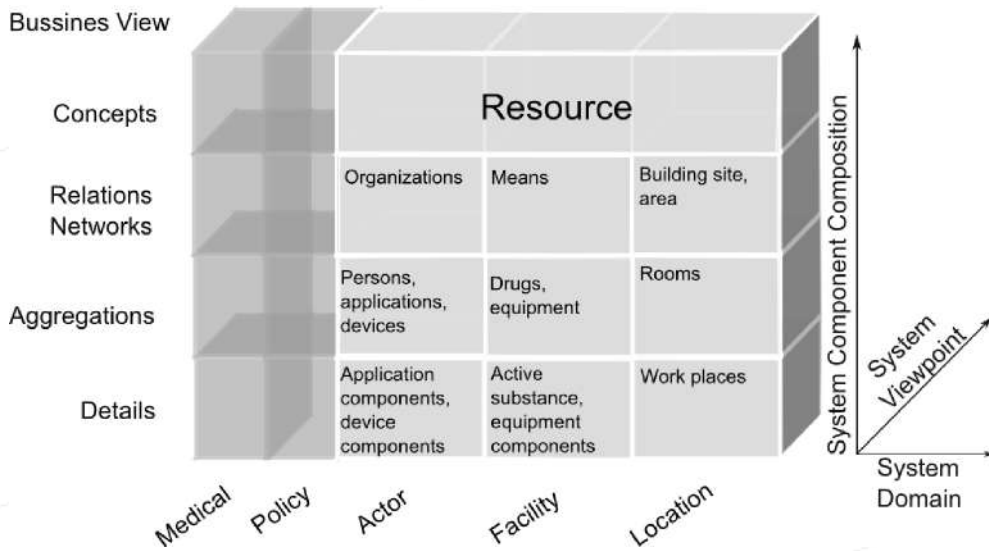 Bussines View
Concepts
Resource
Relations
Networks
Organizations
Means
Building site,
area
Aggregations
Persons,
applications,
devices
Drugs,
equipment
Rooms
Details
Application
components,
device
components
Active
substance,
equipment
components
Work places
Medical
Policy
Actor
Facility
Location
System Component Composition
System
Viewpoint
System
Domain